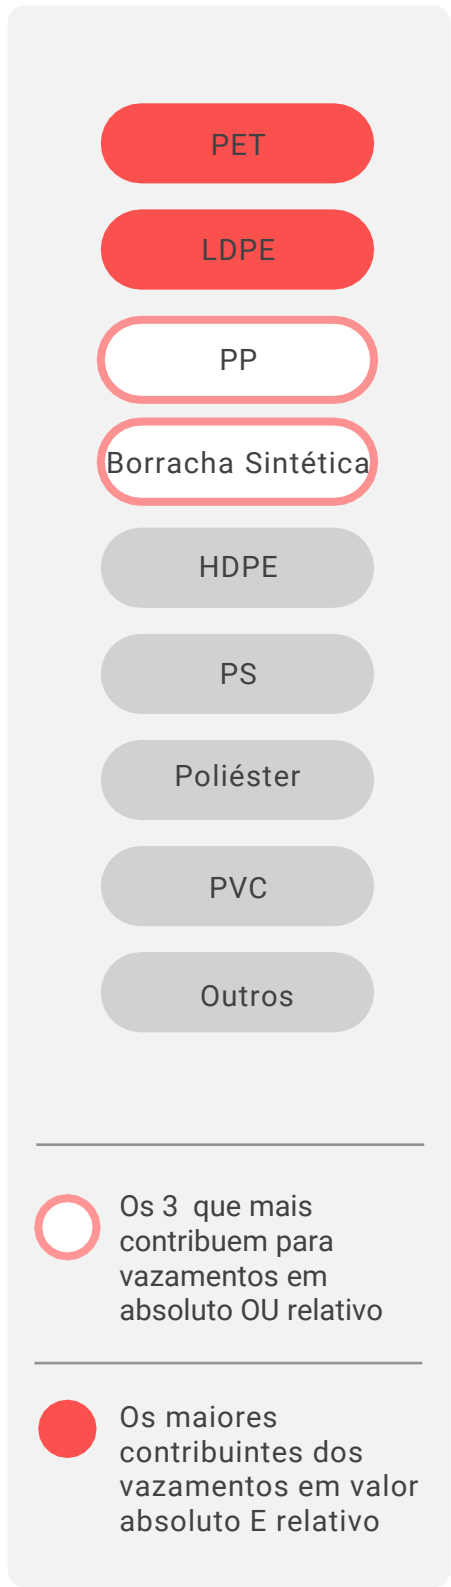 PET
LDPE
PP
Borracha Sintética
HDPE
PS
Poliéster
PVC
Outros
Os 3 que mais
contribuem para
vazamentos em
absoluto OU relativo
Os maiores
contribuintes dos
vazamentos em valor
absoluto E relativo